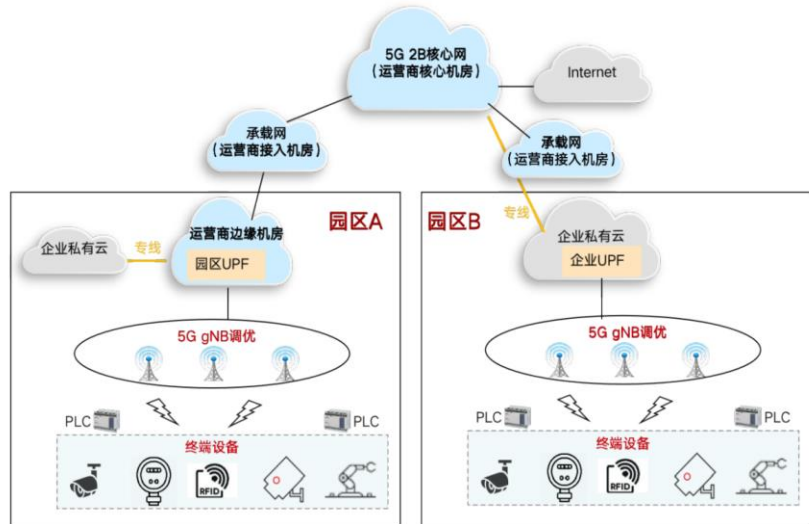 5G 2B核心网
(运营商核心机房)
Internet
承载网
(运营商接入机房)
承载网
(运营商接入机房)
园区A
园区B
专线
企业私有云
专线
运营商边缘机房
园区UPF
企业私有云
企业UPF
5G gNB调优
5G gNB调优
PLC
PLC
PLC
PLC
终端设备
终端设备
RFID
RFID